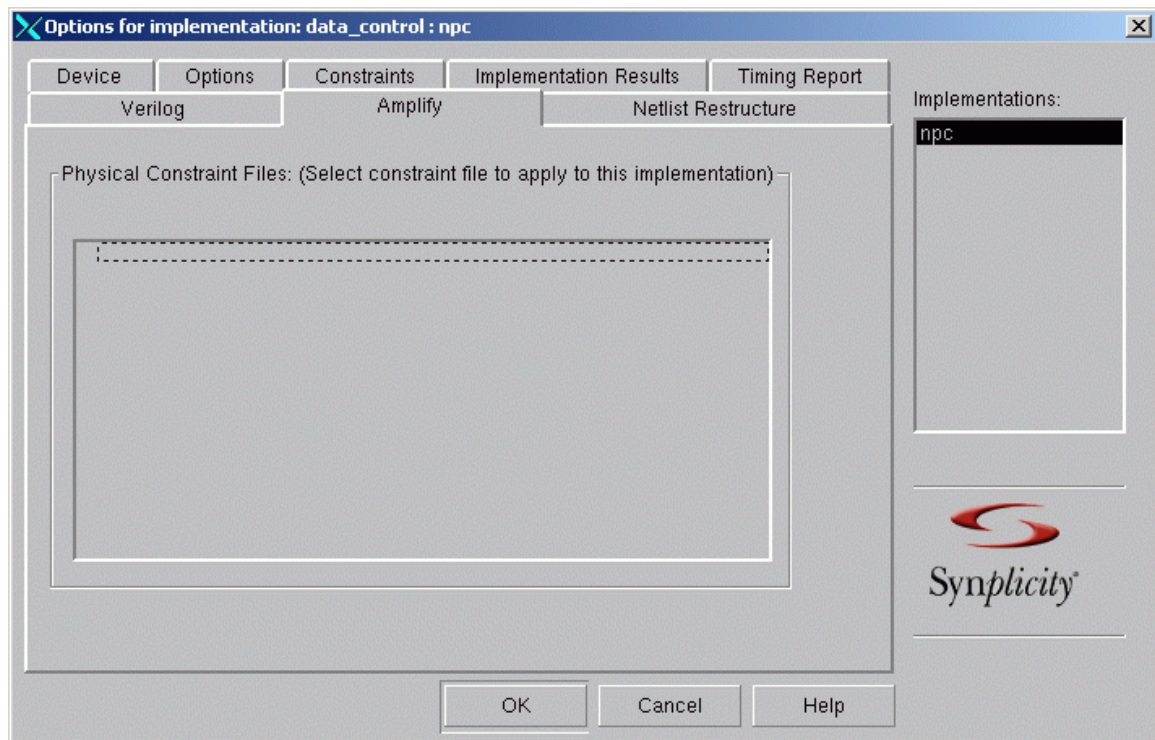 Options for implementation: data_control : npc
Device Options Constraints Implementation Results Timing Report
Verilog Amplify Netlist Restructure
Physical Constraint Files: (Select constraint file to apply to this implementation)
Implementations:
npc
Synplicity®
OK Cancel Help